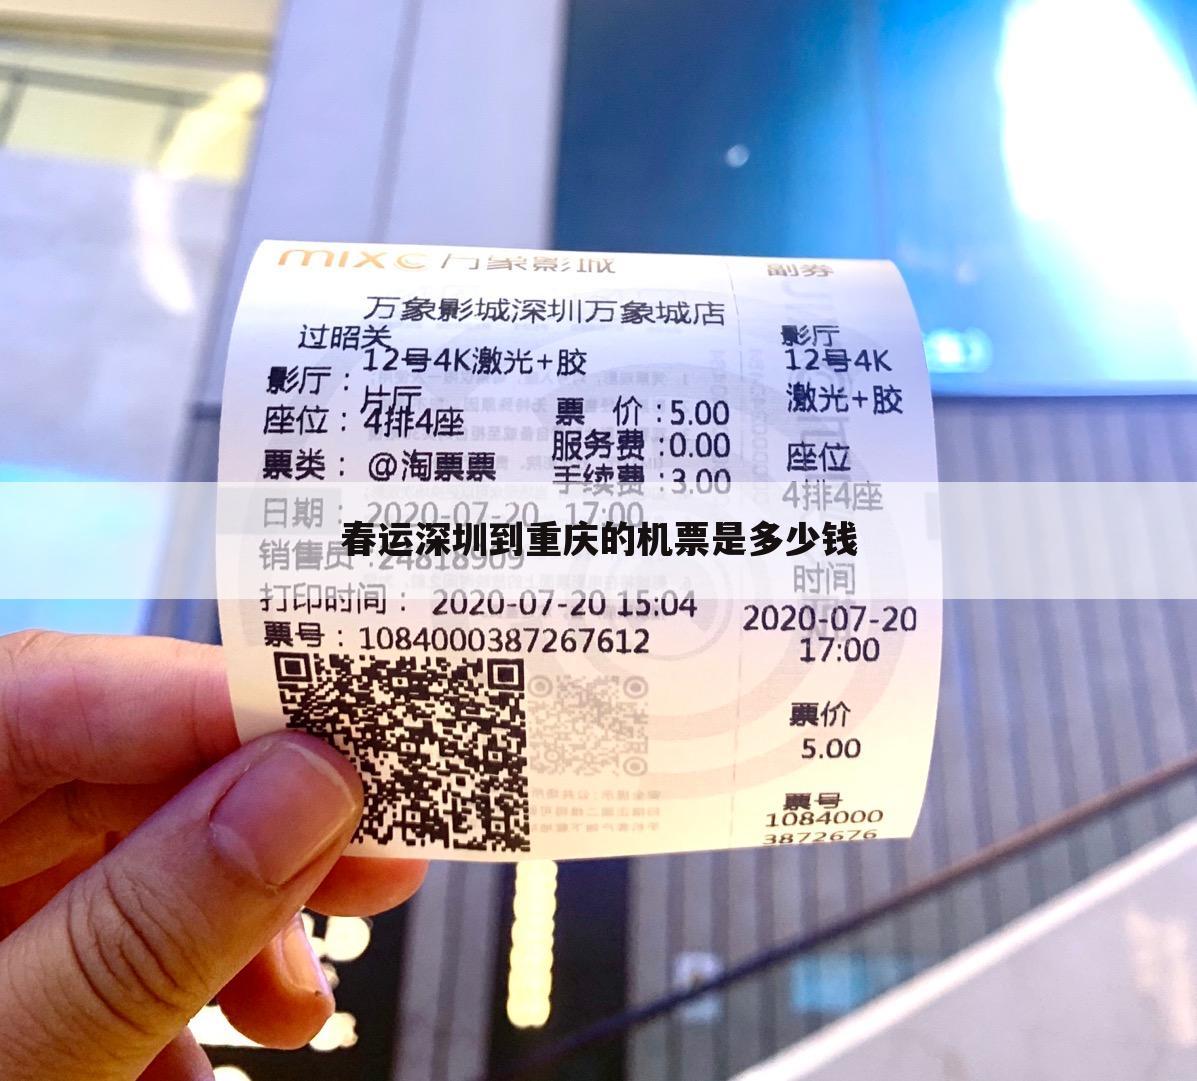 mixc 万象影城
副券
万象影城深圳万象城店
过昭关
影厅：12号4K激光+胶片厅
座位：4排4座
票类：@淘票票
票 价:5.00
服务费:0.00
手续费:3.00
日期：2020-07-20 17:00
春运深圳到重庆的机票是多少钱
销售员:24818909
打印时间：2020-07-20 15:04
票号：1084000387267612
影厅
12号4K
激光+胶
座位
4排4座
时间
2020-07-20
17:00
票价
5.00
票号
1084000
3872676